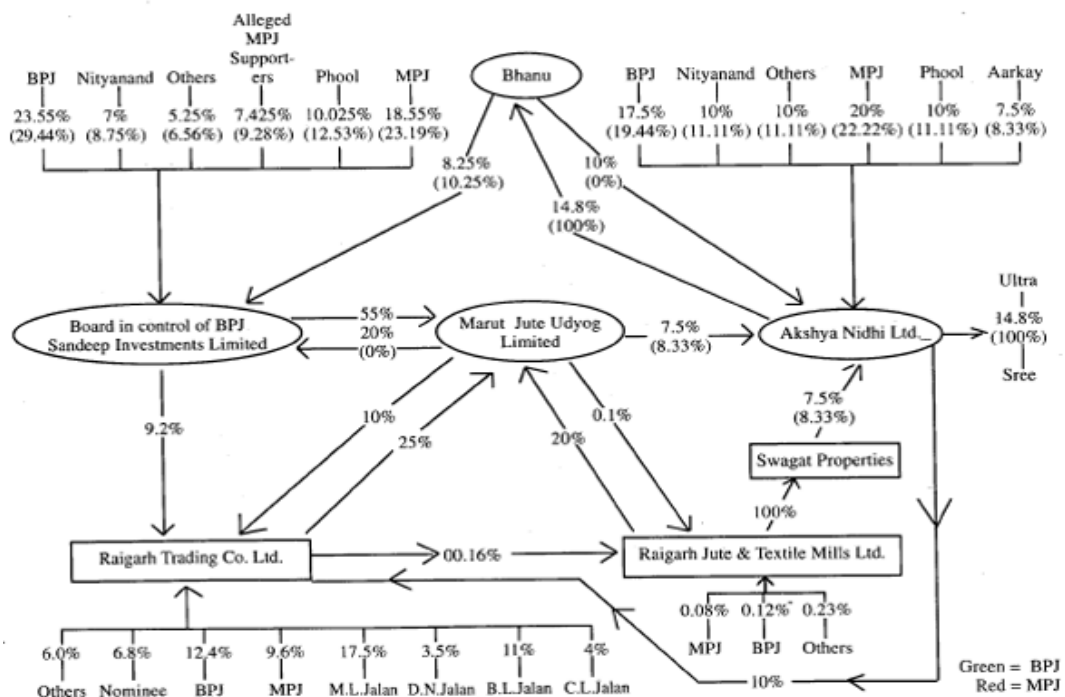 Alleged
MPJ
Support-
ers
BPJ Nityanand Others Phool MPJ
23.55% 7% 5.25% 7.425% 10.025% 18.55%
(29.44%) (8.75%) (6.56%) (9.28%) (12.53%) (23.19%)
Bhanu
BPJ Nityanand Others MPJ Phool Aarkay
17.5% 10% 10% 20% 10% 7.5%
(19.44%) (11.11%) (11.11%) (22.22%) (11.11%) (8.33%)
8.25%
(10.25%)
10%
(0%)
14.8%
(100%)
Board in control of BPJ
Sandeep Investments Limited
55%
20%
(0%)
Marut Jute Udyog
Limited
7.5%
(8.33%)
Akshya Nidhi Ltd._
Ultra
14.8%
(100%)
Sree
9.2%
10%
25%
20%
0.1%
7.5%
(8.33%)
Swagat Properties
100%
Raigarh Trading Co. Ltd.
00.16%
Raigarh Jute & Textile Mills Ltd.
0.08% 0.12% 0.23%
MPJ BPJ Others
6.0% 6.8% 12.4% 9.6% 17.5% 3.5% 11% 4%
Others Nominee BPJ MPJ M.L.Jalan D.N.Jalan B.L.Jalan C.L.Jalan
10%
Green = BPJ
Red = MPJ